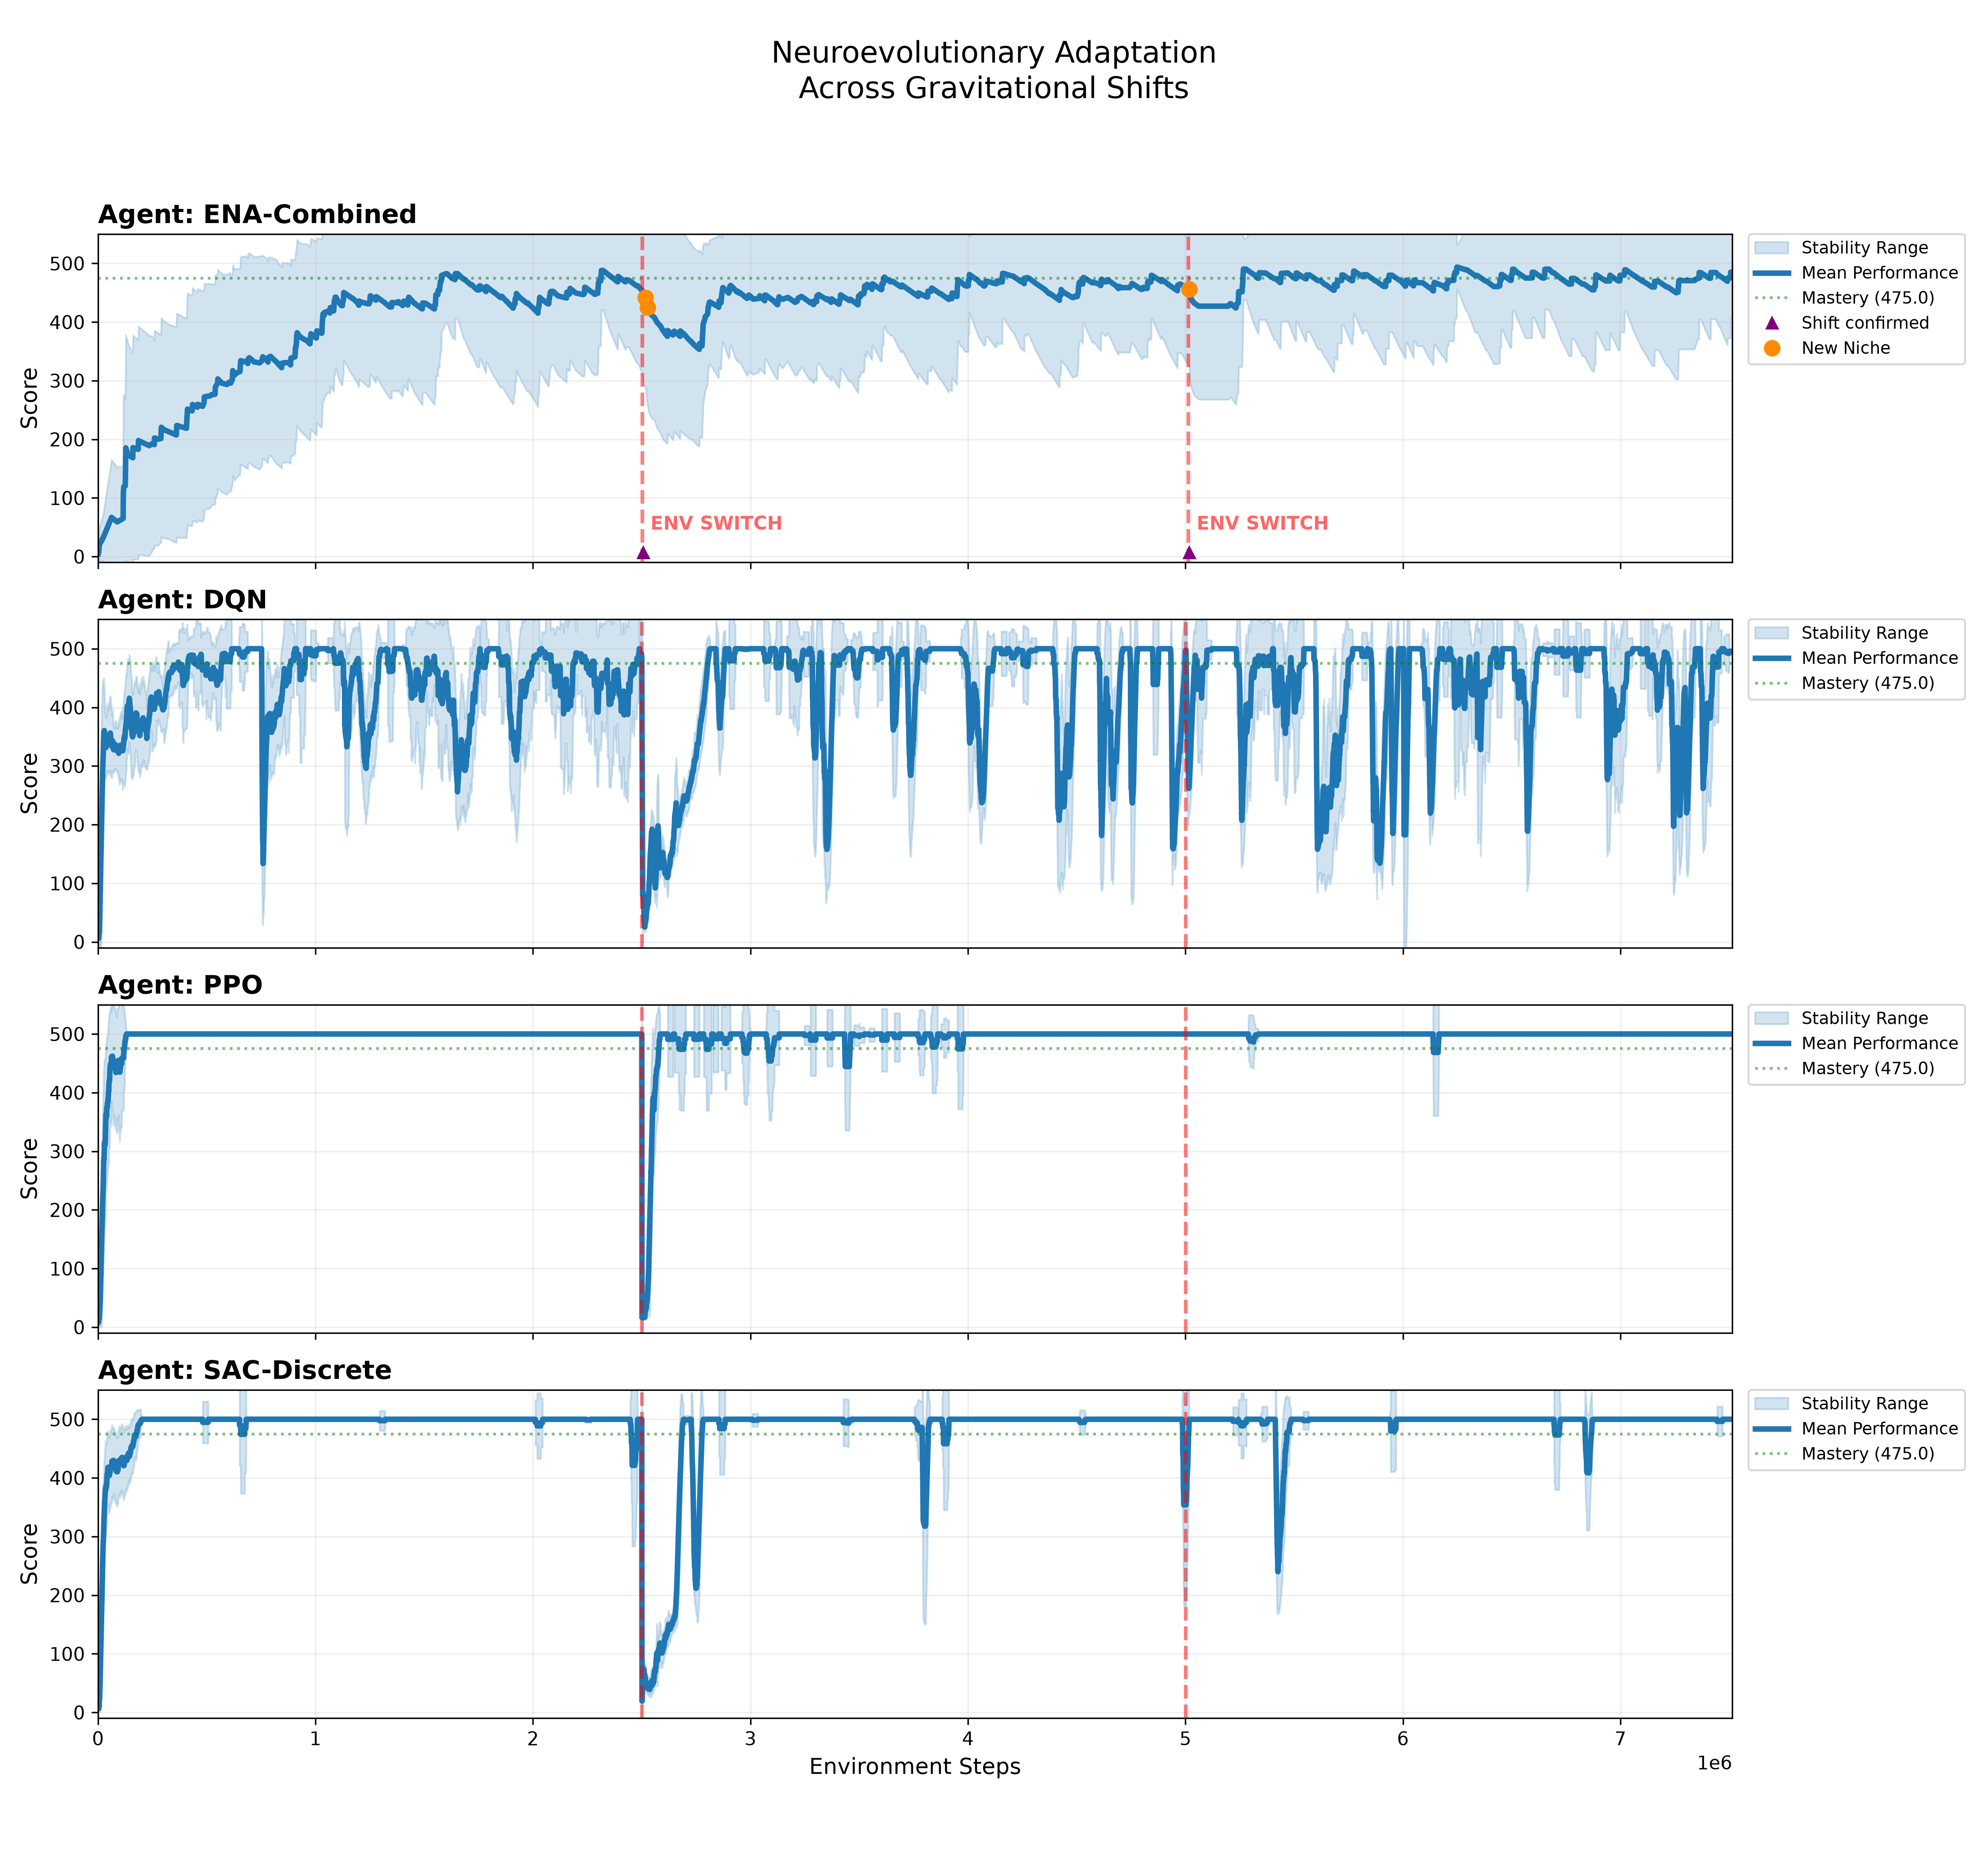 Neuroevolutionary Adaptation
Across Gravitational Shifts
Agent: ENA-Combined
Score
500
400
300
200
100
0
ENV SWITCH
ENV SWITCH
Stability Range
Mean Performance
Mastery (475.0)
Shift confirmed
New Niche
Agent: DQN
Score
500
400
300
200
100
0
Stability Range
Mean Performance
Mastery (475.0)
Agent: PPO
Score
500
400
300
200
100
0
Stability Range
Mean Performance
Mastery (475.0)
Agent: SAC-Discrete
Score
500
400
300
200
100
0
Stability Range
Mean Performance
Mastery (475.0)
0 1 2 3 4 5 6 7
1e6
Environment Steps